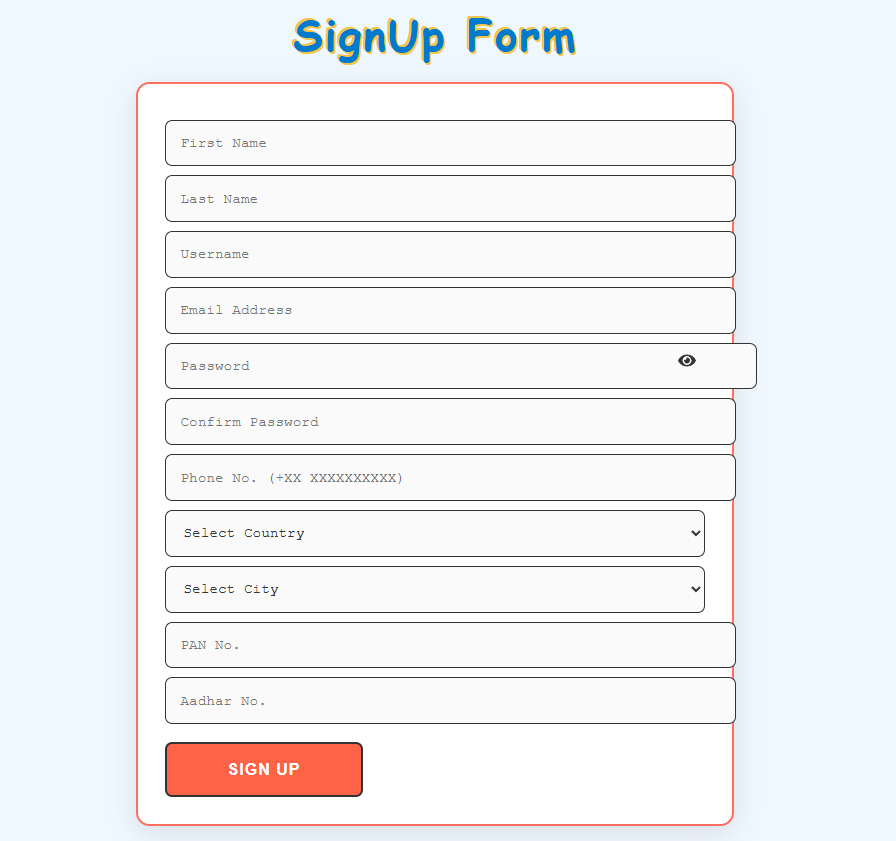 SignUp Form
First Name
Last Name
Username
Email Address
Password
Confirm Password
Phone No. (+XX XXXXXXXXXX)
Select Country
Select City
PAN No.
Aadhar No.
SIGN UP